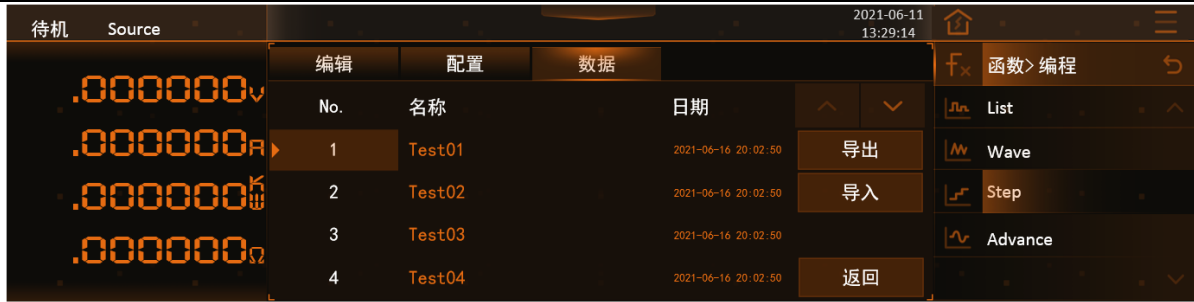 待机 Source
2021-06-11
13:29:14
.000000V
.000000A
.000000kW
.000000Ω
编辑 配置 数据
No. 名称 日期
1 Test01 2021-06-16 20:02:50 导出
2 Test02 2021-06-16 20:02:50 导入
3 Test03 2021-06-16 20:02:50
4 Test04 2021-06-16 20:02:50 返回
fx 函数> 编程
List
Wave
Step
Advance